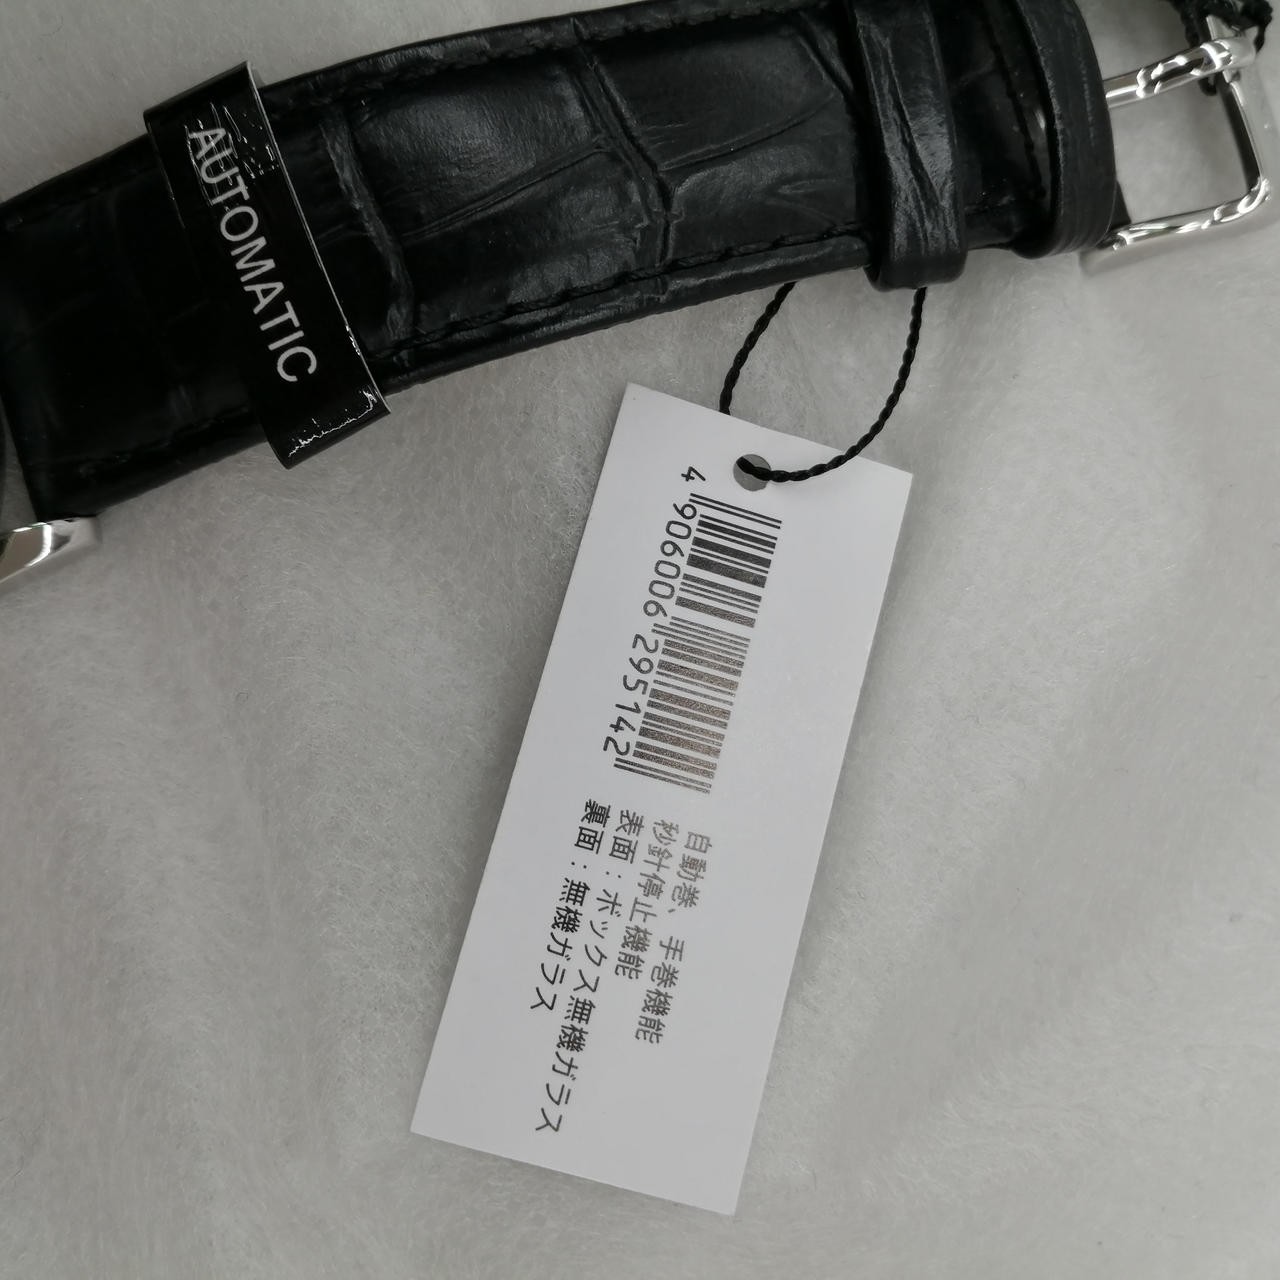 AUTOMATIC
4 906006 295142
自動巻、手巻機能
秒針停止機能
表面：ボックス無機ガラス
裏面：無機ガラス